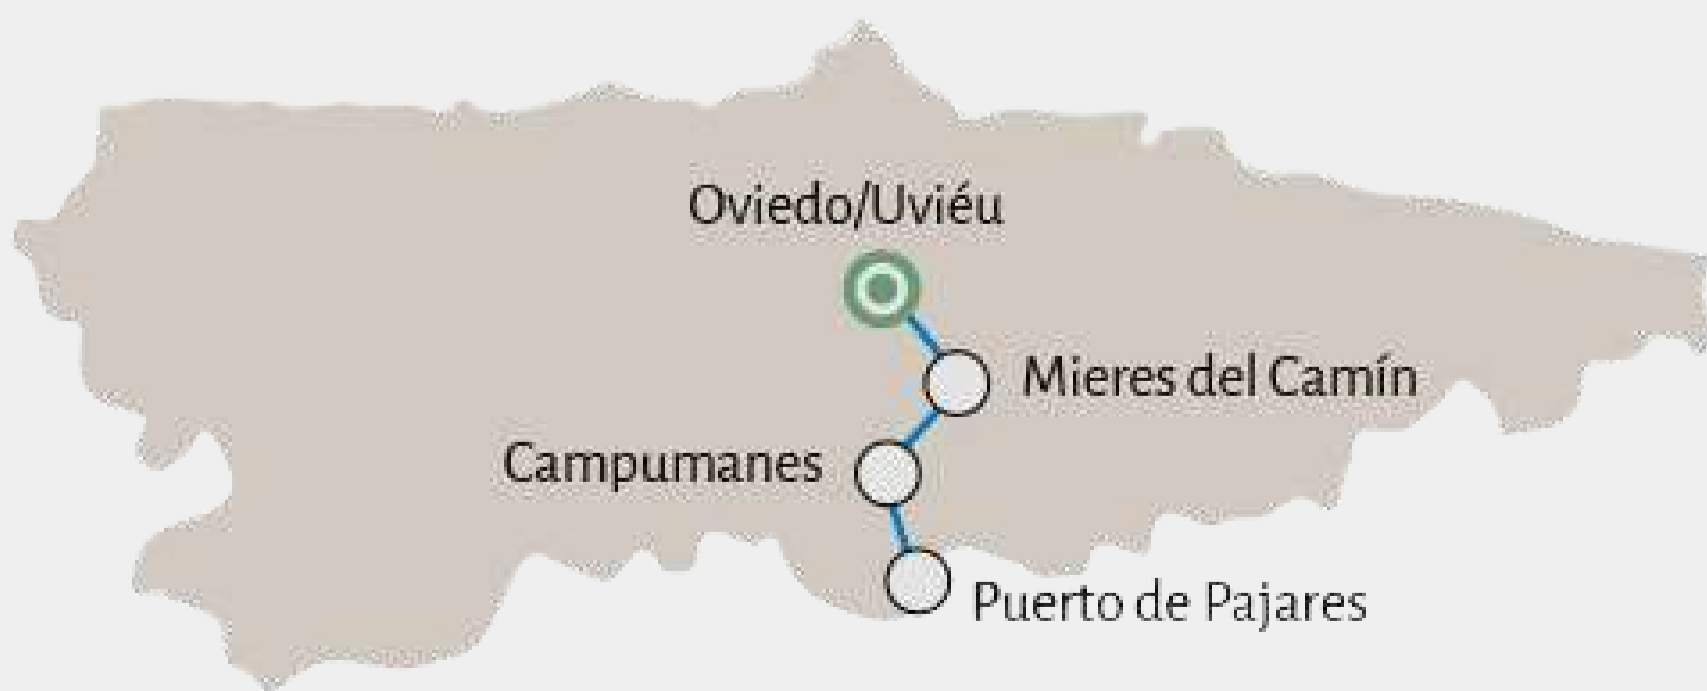 Oviedo/Uviéu
Mieres del Camín
Campumanes
Puerto de Pajares